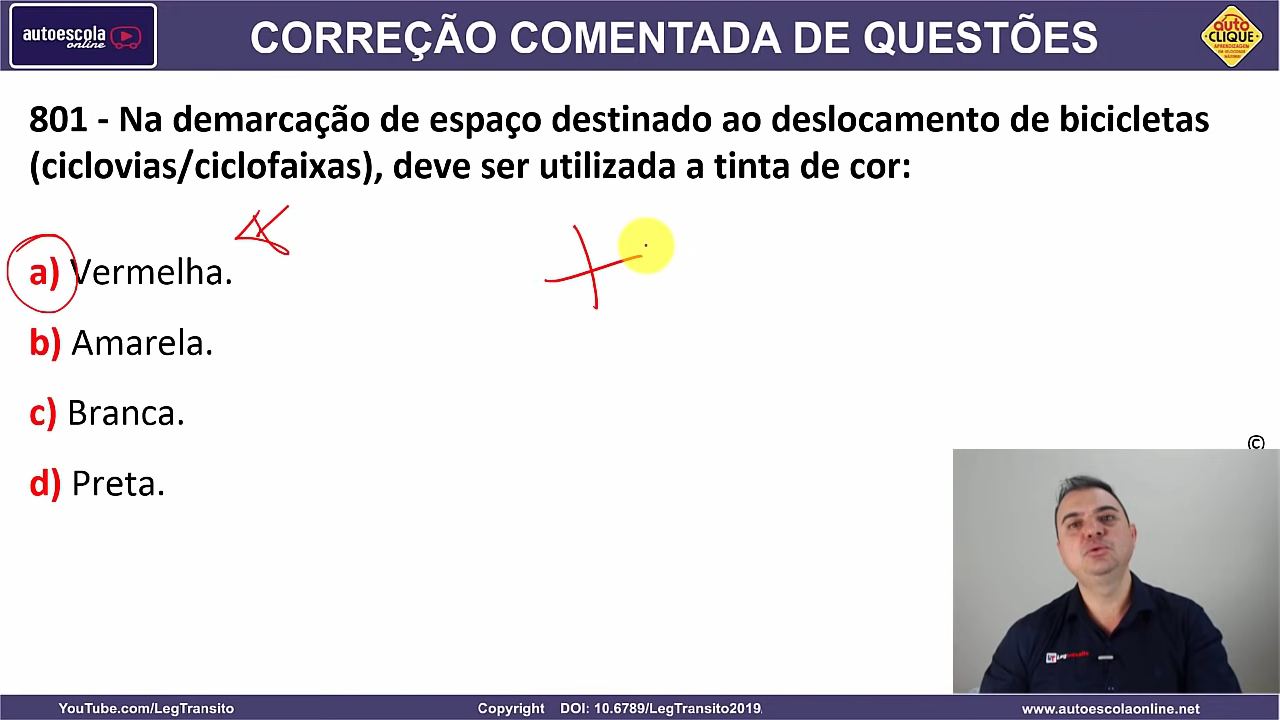 autoescola
online
CORREÇÃO COMENTADA DE QUESTÕES
auto
CLIQUE
801 - Na demarcação de espaço destinado ao deslocamento de bicicletas
(ciclovias/ciclofaixas), deve ser utilizada a tinta de cor:
a) Vermelha.
b) Amarela.
c) Branca.
d) Preta.
©
YouTube.com/LegTransito
Copyright DOI: 10.6789/LegTransito2019
www.autoescolaonline.net